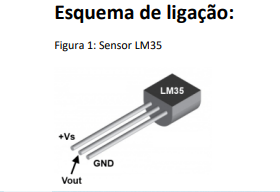 Esquema de ligação:
Figura 1: Sensor LM35
LM35
+Vs
GND
Vout